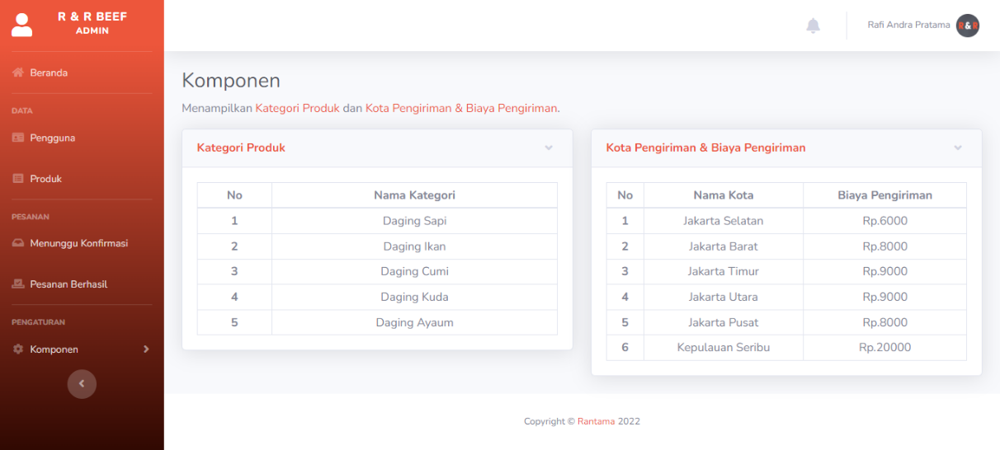 R & R BEEF
ADMIN
Beranda
DATA
Pengguna
Produk
PESANAN
Menunggu Konfirmasi
Pesanan Berhasil
PENGATURAN
Komponen
Rafi Andra Pratama
R&R
Komponen
Menampilkan Kategori Produk dan Kota Pengiriman & Biaya Pengiriman.
Kategori Produk
No Nama Kategori
1 Daging Sapi
2 Daging Ikan
3 Daging Cumi
4 Daging Kuda
5 Daging Ayaum
Kota Pengiriman & Biaya Pengiriman
No Nama Kota Biaya Pengiriman
1 Jakarta Selatan Rp.6000
2 Jakarta Barat Rp.8000
3 Jakarta Timur Rp.9000
4 Jakarta Utara Rp.9000
5 Jakarta Pusat Rp.8000
6 Kepulauan Seribu Rp.20000
Copyright © Rantama 2022